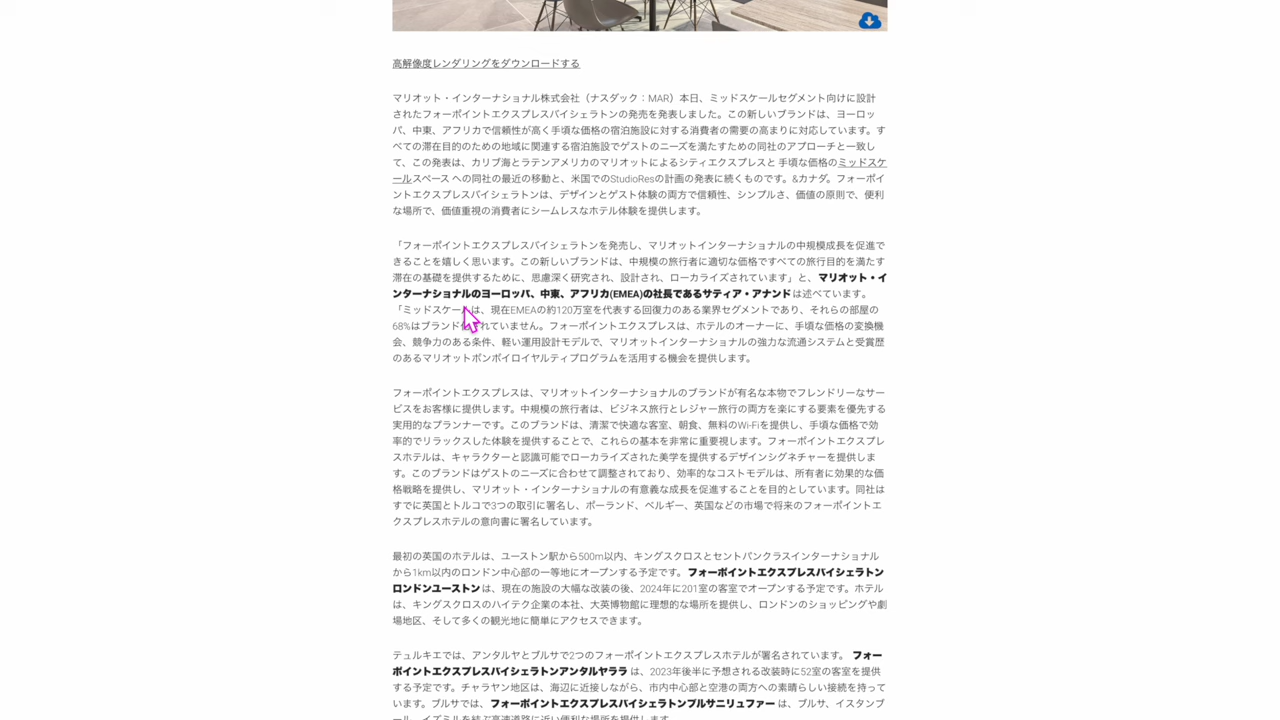 高解像度レンダリングをダウンロードする
マリオット・インターナショナル株式会社（ナスダック：MAR）本日、ミッドスケールセグメント向けに設計
されたフォーポイントエクスプレスバイシェラトンの発売を発表しました。この新しいブランドは、ヨーロッ
パ、中東、アフリカで信頼性が高く手頃な価格の宿泊施設に対する消費者の需要の高まりに対応しています。す
べての滞在目的のための地域に関連する宿泊施設でゲストのニーズを満たすための同社のアプローチと一致し
て、この発表は、カリブ海とラテンアメリカのマリオットによるシティエクスプレスと 手頃な価格のミッドスケ
ールスペース への同社の最近の移動と、米国でのStudioResの計画の発表に続くものです。&カナダ。フォーポイ
ントエクスプレスバイシェラトンは、デザインとゲスト体験の両方で信頼性、シンプルさ、価値の原則で、便利
な場所で、価値重視の消費者にシームレスなホテル体験を提供します。
「フォーポイントエクスプレスバイシェラトンを発売し、マリオットインターナショナルの中規模成長を促進で
きることを嬉しく思います。この新しいブランドは、中規模の旅行者に適切な価格ですべての旅行目的を満たす
滞在の基礎を提供するために、思慮深く研究され、設計され、ローカライズされています」と、マリオット・イ
ンターナショナルのヨーロッパ、中東、アフリカ(EMEA)の社長であるサティア・アナンドは述べています。
「ミッドスケールは、現在EMEAの約120万室を代表する回復力のある業界セグメントであり、それらの部屋の
68%はブランド化されていません。フォーポイントエクスプレスは、ホテルのオーナーに、手頃な価格の変換機
会、競争力のある条件、軽い運用設計モデルで、マリオットインターナショナルの強力な流通システムと受賞歴
のあるマリオットボンボイロイヤルティプログラムを活用する機会を提供します。
フォーポイントエクスプレスは、マリオットインターナショナルのブランドが有名な本物でフレンドリーなサー
ビスをお客様に提供します。中規模の旅行者は、ビジネス旅行とレジャー旅行の両方を楽にする要素を優先する
実用的なプランナーです。このブランドは、清潔で快適な客室、朝食、無料のWi-Fiを提供し、手頃な価格で効
率的でリラックスした体験を提供することで、これらの基本を非常に重要視します。フォーポイントエクスプレ
スホテルは、キャラクターと認識可能でローカライズされた美学を提供するデザインシグネチャーを提供しま
す。このブランドはゲストのニーズに合わせて調整されており、効率的なコストモデルは、所有者に効果的な価
格戦略を提供し、マリオット・インターナショナルの有意義な成長を促進することを目的としています。同社は
すでに英国とトルコで3つの取引に署名し、ポーランド、ベルギー、英国などの市場で将来のフォーポイントエ
クスプレスホテルの意向書に署名しています。
最初の英国のホテルは、ユーストン駅から500m以内、キングスクロスとセントパンクラスインターナショナル
から1km以内のロンドン中心部の一等地にオープンする予定です。フォーポイントエクスプレスバイシェラトン
ロンドンユーストンは、現在の施設の大幅な改装の後、2024年に201室の客室でオープンする予定です。ホテル
は、キングスクロスのハイテク企業の本社、大英博物館に理想的な場所を提供し、ロンドンのショッピングや劇
場地区、そして多くの観光地に簡単にアクセスできます。
テュルキエでは、アンタルヤとブルサで2つのフォーポイントエクスプレスホテルが署名されています。 フォー
ポイントエクスプレスバイシェラトンアンタルヤララ は、2023年後半に予想される改装時に52室の客室を提供
する予定です。チャラヤン地区は、海辺に近接しながら、市内中心部と空港の両方への素晴らしい接続を持って
います。ブルサでは、フォーポイントエクスプレスバイシェラトンブルサニリュファー は、ブルサ、イスタンブ
ール、イズミルを結ぶ高速道路に近い便利な場所を提供します。